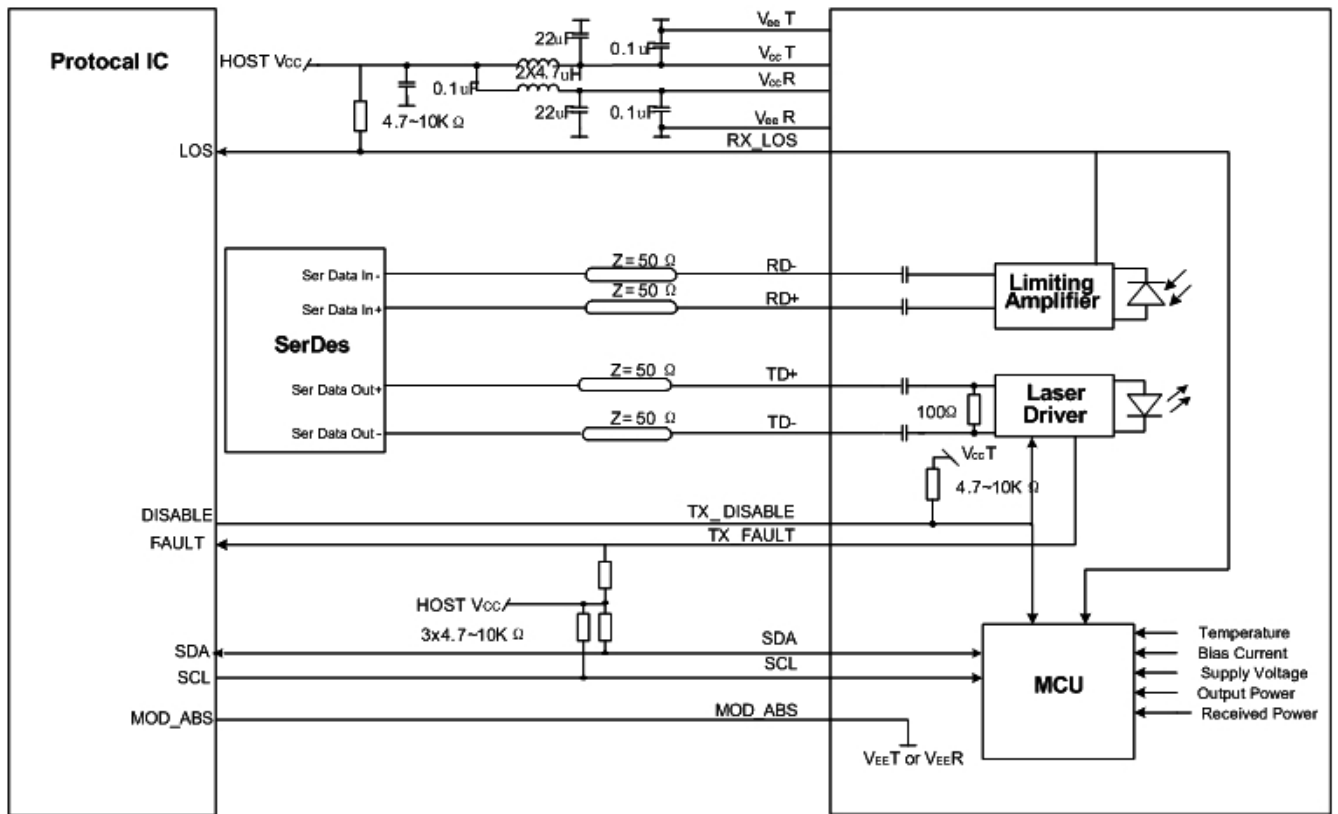 Protocal IC
HOST Vcc
22uF
0.1uF
VeeT
VccT
2X4.7uH
0.1uF
VccR
4.7~10K Ω
22uF
0.1uF
VeeR
LOS
RX_LOS
Ser Data In -
Z= 50 Ω
RD-
Limiting
Amplifier
Ser Data In+
Z= 50 Ω
RD+
SerDes
Ser Data Out+
Z= 50 Ω
TD+
Laser
Driver
100Ω
Ser Data Out -
Z= 50 Ω
TD-
VccT
4.7~10K Ω
DISABLE
TX_DISABLE
FAULT
TX FAULT
HOST Vcc
3x4.7~10K Ω
SDA
SDA
SCL
SCL
MCU
Temperature
Bias Current
Supply Voltage
Output Power
Received Power
MOD_ABS
MOD_ABS
VEET or VEER